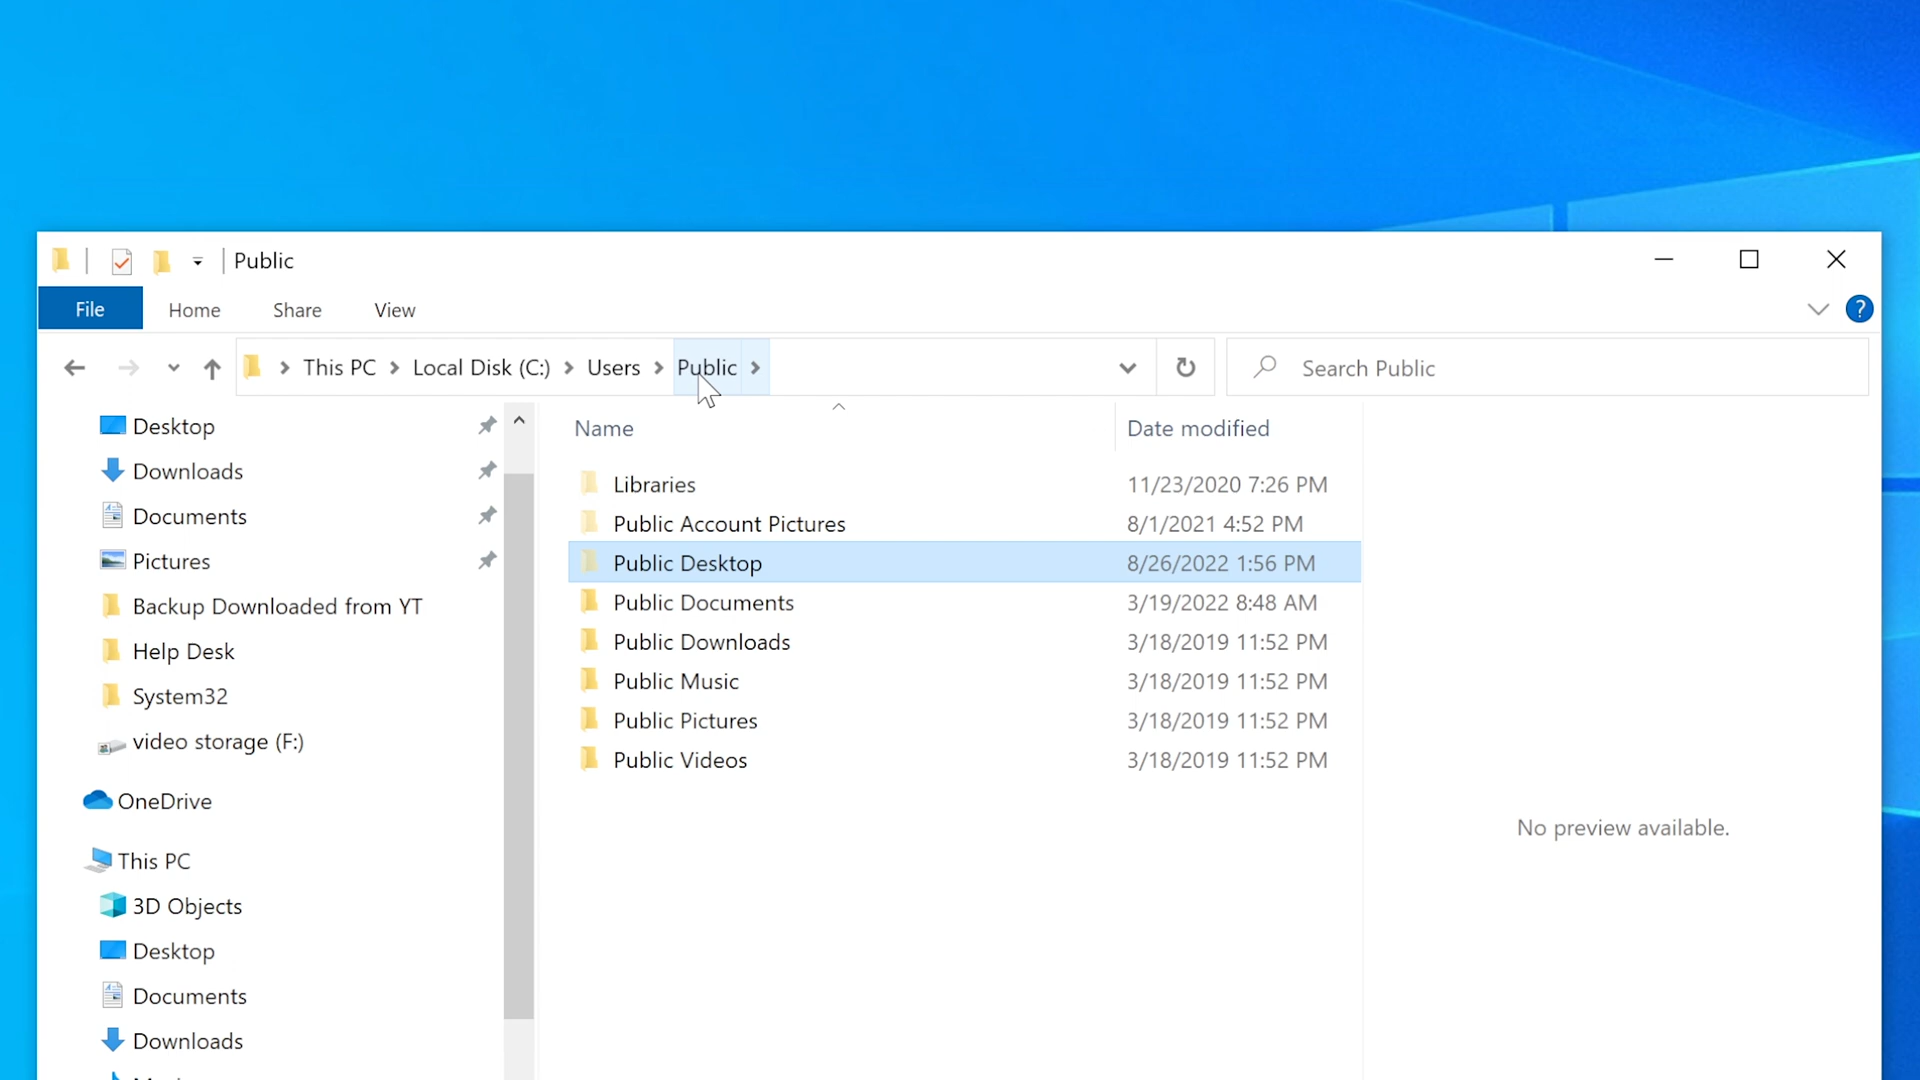 Public
File Home Share View ?
This PC Local Disk (C:) Users Public Search Public
Desktop
Downloads
Documents
Pictures
Backup Downloaded from YT
Help Desk
System32
video storage (F:)
OneDrive
This PC
3D Objects
Desktop
Documents
Downloads
Name Date modified
Libraries 11/23/2020 7:26 PM
Public Account Pictures 8/1/2021 4:52 PM
Public Desktop 8/26/2022 1:56 PM
Public Documents 3/19/2022 8:48 AM
Public Downloads 3/18/2019 11:52 PM
Public Music 3/18/2019 11:52 PM
Public Pictures 3/18/2019 11:52 PM
Public Videos 3/18/2019 11:52 PM
No preview available.